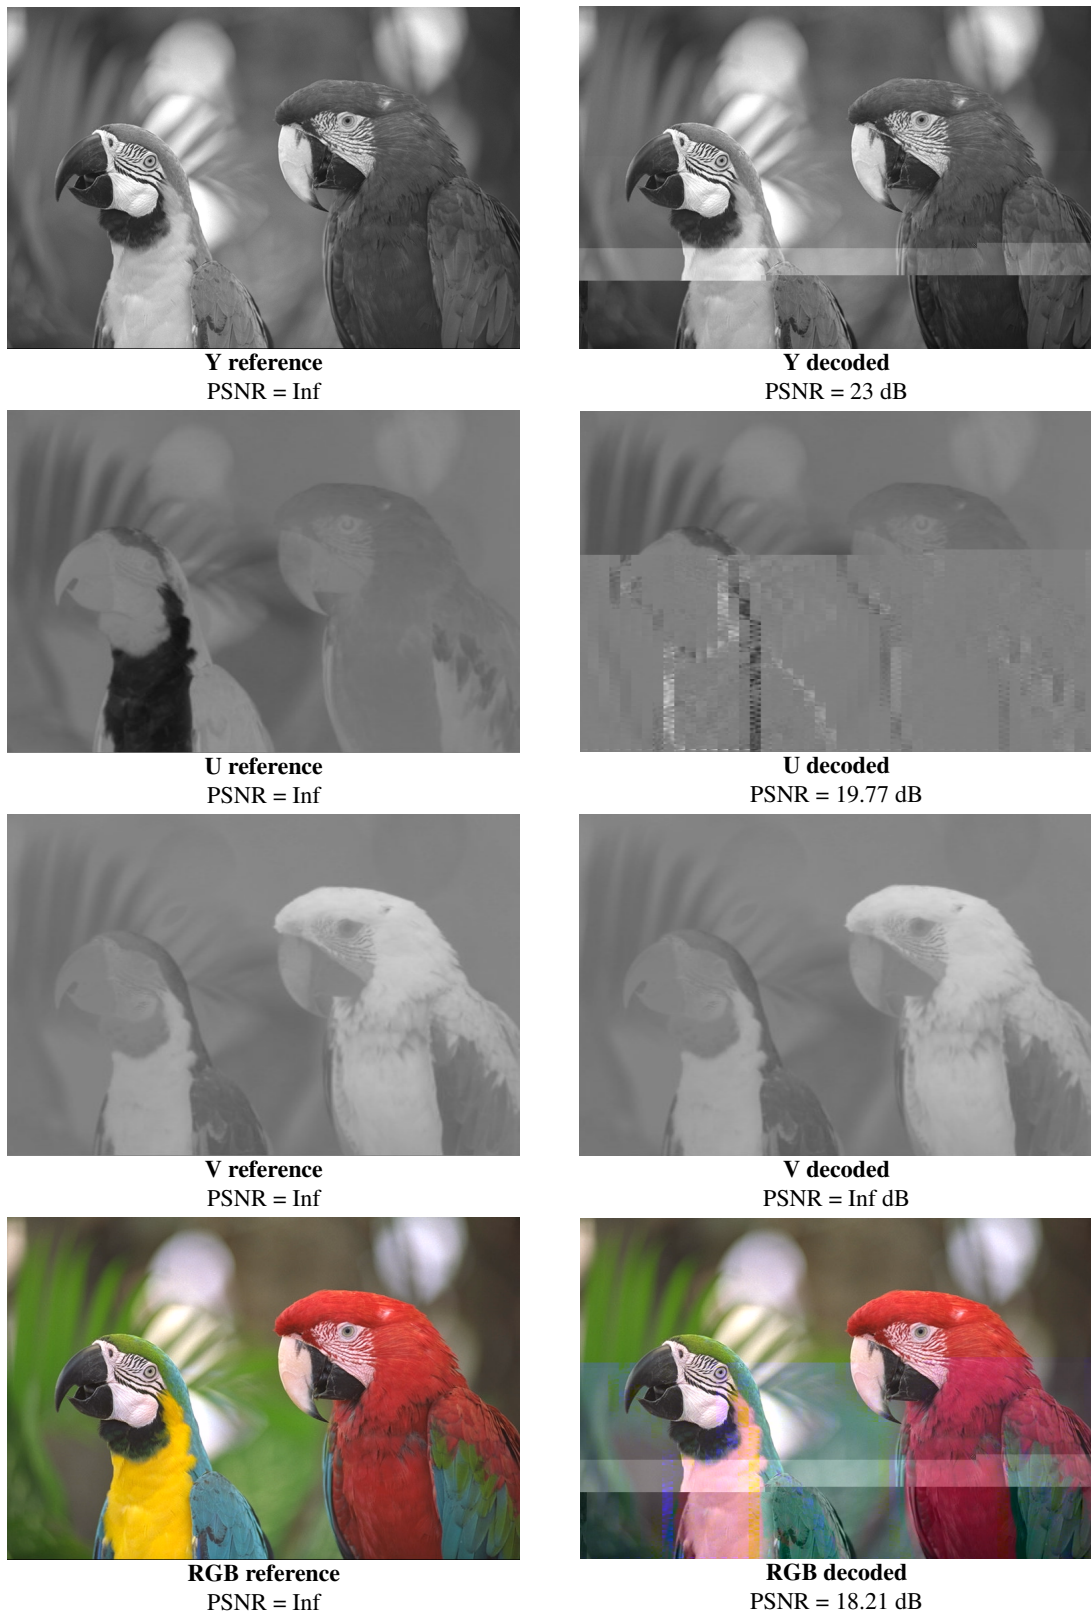 Y reference
PSNR = Inf
Y decoded
PSNR = 23 dB
U reference
PSNR = Inf
U decoded
PSNR = 19.77 dB
V reference
PSNR = Inf
V decoded
PSNR = Inf dB
RGB reference
PSNR = Inf
RGB decoded
PSNR = 18.21 dB